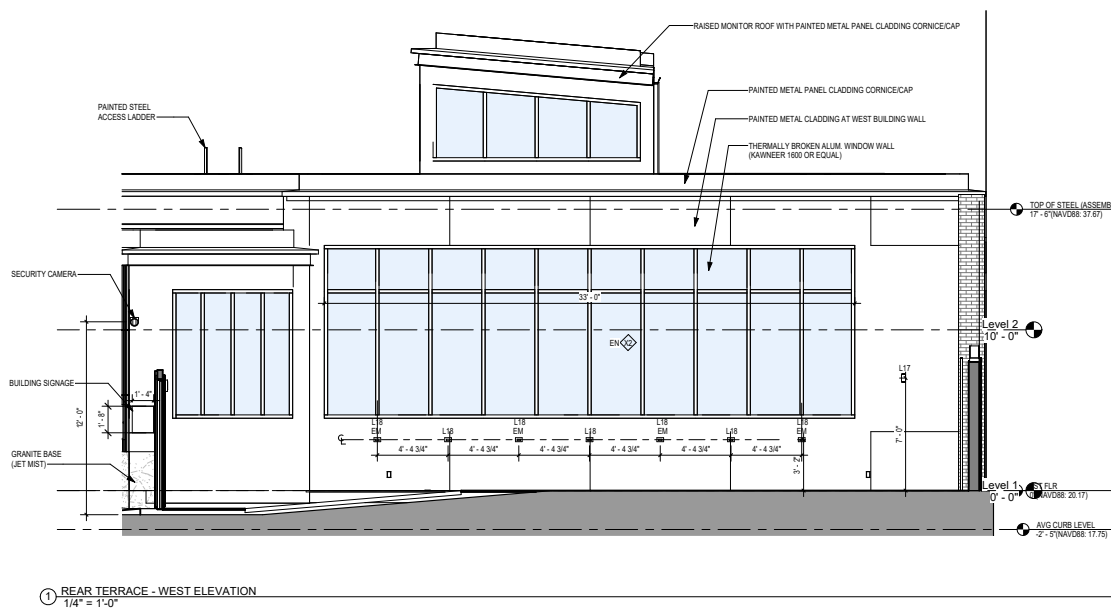 RAISED MONITOR ROOF WITH PAINTED METAL PANEL CLADDING CORNICE/CAP
PAINTED METAL PANEL CLADDING CORNICE/CAP
PAINTED STEEL
ACCESS LADDER
PAINTED METAL CLADDING AT WEST BUILDING WALL
THERMALLY BROKEN ALUM. WINDOW WALL
(KAWNEER 1600 OR EQUAL)
TOP OF STEEL (ASSEMB
17' - 6"(NAVD88: 37.67)
SECURITY CAMERA
33' - 0"
Level 2
10' - 0"
EN X2
L17
BUILDING SIGNAGE
1' - 4"
1' - 8"
12' - 0"
L18 L18 L18 L18 L18 L18 L18
EM EM EM EM
CL
4' - 4 3/4" 4' - 4 3/4" 4' - 4 3/4" 4' - 4 3/4" 4' - 4 3/4" 4' - 4 3/4"
7' - 0"
3' - 2"
GRANITE BASE
(JET MIST)
Level 1
0' - 0"
FLR
NAVD88: 20.17)
AVG CURB LEVEL
-2' - 5"(NAVD88: 17.75)
1 REAR TERRACE - WEST ELEVATION
1/4" = 1'-0"